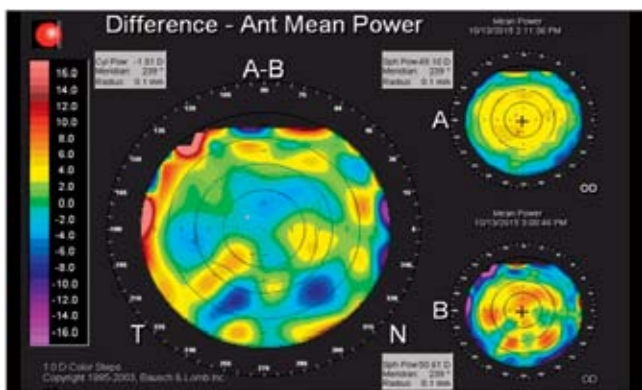 Difference - Ant Mean Power
Mean Power
10/13/2015 2:11:36 PM
Cyl Pow -1.51 D
Meridian: 239 °
Radius: 0.1 mm
A-B
Sph Pow 49.10 D
Meridian: 239 °
Radius: 0.1 mm
16.0
14.0
12.0
10.0
8.0
6.0
4.0
2.0
0.0
-2.0
-4.0
-6.0
-8.0
-10.0
-12.0
-14.0
-16.0
A
OD
Mean Power
10/13/2015 3:00:46 PM
B
T
N
Sph Pow 50.61 D
Meridian: 239 °
Radius: 0.1 mm
OD
1.0 D Color Steps
Copyright 1995-2003, Bausch & Lomb Inc